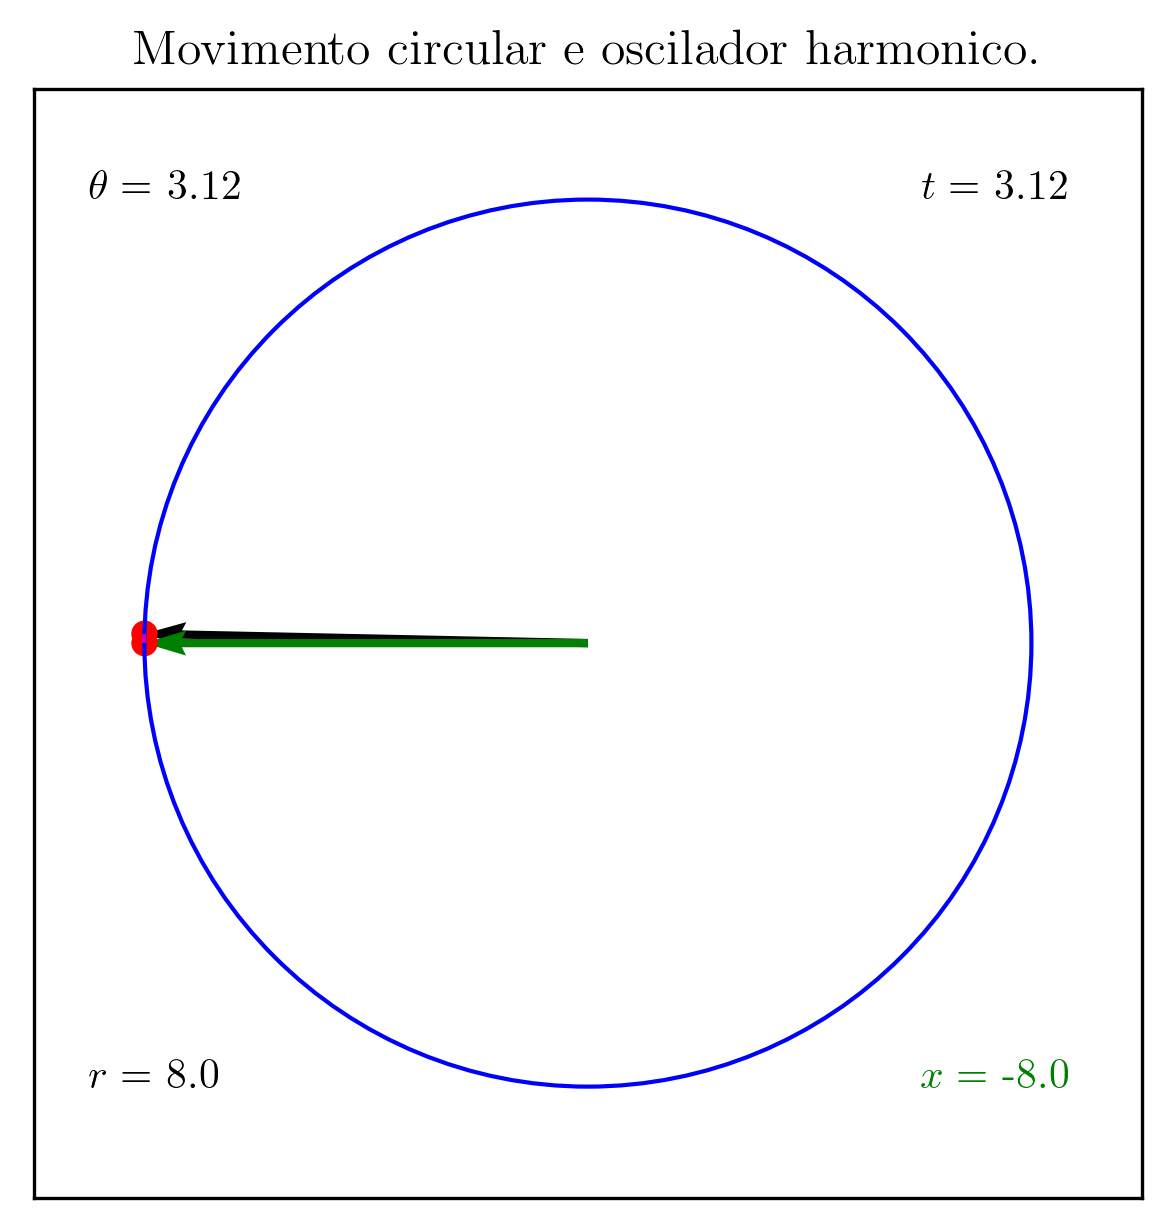 Movimento circular e oscilador harmonico.
θ = 3.12
t = 3.12
r = 8.0
x = -8.0